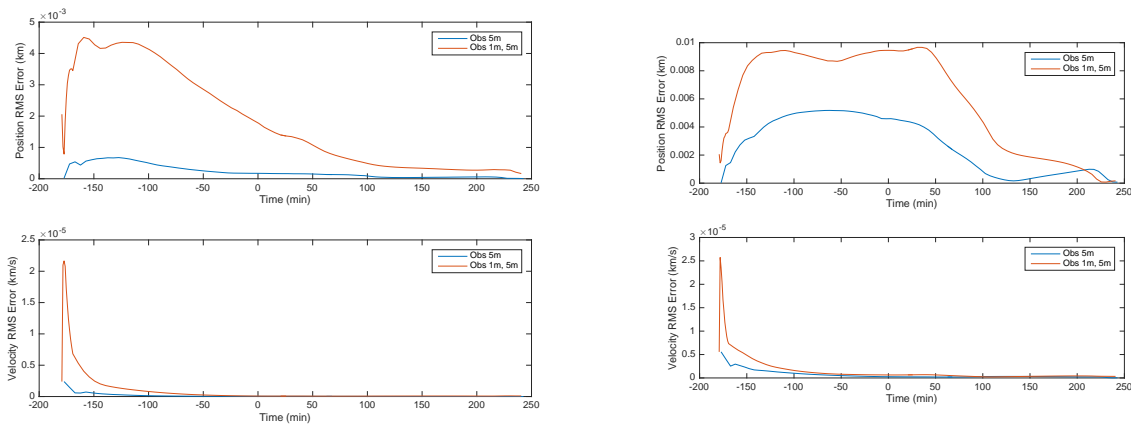 ×10⁻³
5
4
3
2
1
0
Position RMS Error (km)
Obs 5m
Obs 1m, 5m
-200 -150 -100 -50 0 50 100 150 200 250
Time (min)
0.01
0.008
0.006
0.004
0.002
0
Position RMS Error (km)
Obs 5m
Obs 1m, 5m
-200 -150 -100 -50 0 50 100 150 200 250
Time (min)
×10⁻⁵
2.5
2
1.5
1
0.5
0
Velocity RMS Error (km/s)
Obs 5m
Obs 1m, 5m
-200 -150 -100 -50 0 50 100 150 200 250
Time (min)
×10⁻⁵
3
2.5
2
1.5
1
0.5
0
Velocity RMS Error (km/s)
Obs 5m
Obs 1m, 5m
-200 -150 -100 -50 0 50 100 150 200 250
Time (min)